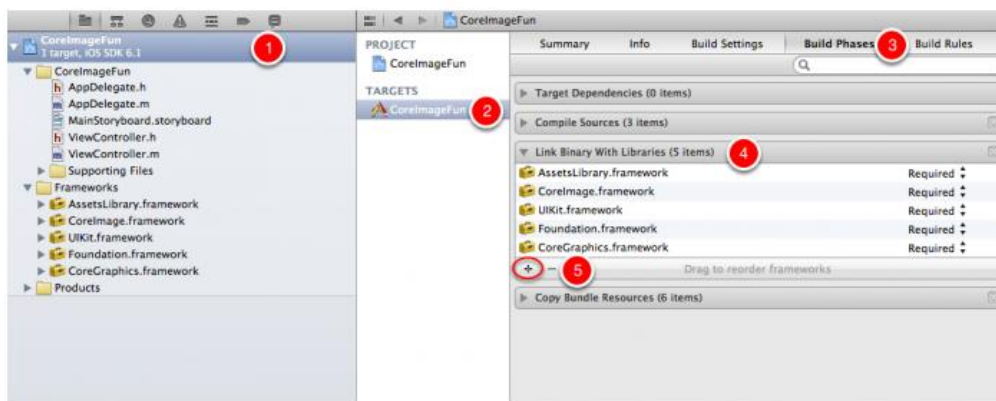 CoreImageFun
CoreImageFun
1 target, iOS SDK 6.1
1
CoreImageFun
h AppDelegate.h
m AppDelegate.m
MainStoryboard.storyboard
h ViewController.h
m ViewController.m
Supporting Files
Frameworks
AssetsLibrary.framework
CoreImage.framework
UIKit.framework
Foundation.framework
CoreGraphics.framework
Products
PROJECT
CoreImageFun
TARGETS
CoreImageFun 2
Summary Info Build Settings Build Phases 3 Build Rules
Target Dependencies (0 items)
Compile Sources (3 items)
Link Binary With Libraries (5 items) 4
AssetsLibrary.framework Required
CoreImage.framework Required
UIKit.framework Required
Foundation.framework Required
CoreGraphics.framework Required
+ − 5 Drag to reorder frameworks
Copy Bundle Resources (6 items)